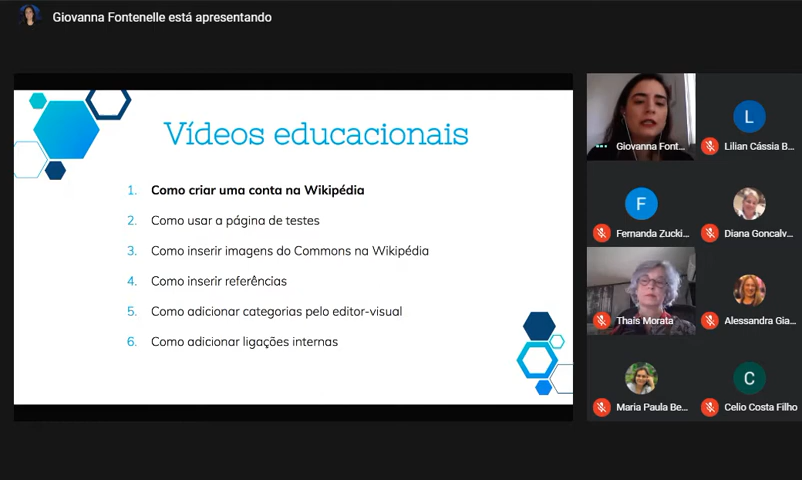 Giovanna Fontenelle está apresentando
Vídeos educacionais
1. Como criar uma conta na Wikipédia
2. Como usar a página de testes
3. Como inserir imagens do Commons na Wikipédia
4. Como inserir referências
5. Como adicionar categorias pelo editor-visual
6. Como adicionar ligações internas
Giovanna Font...
L
Lilian Cássia B...
F
Fernanda Zucki...
Diana Goncalv...
Thais Morata
Alessandra Gia...
Maria Paula Be...
C
Celio Costa Filho